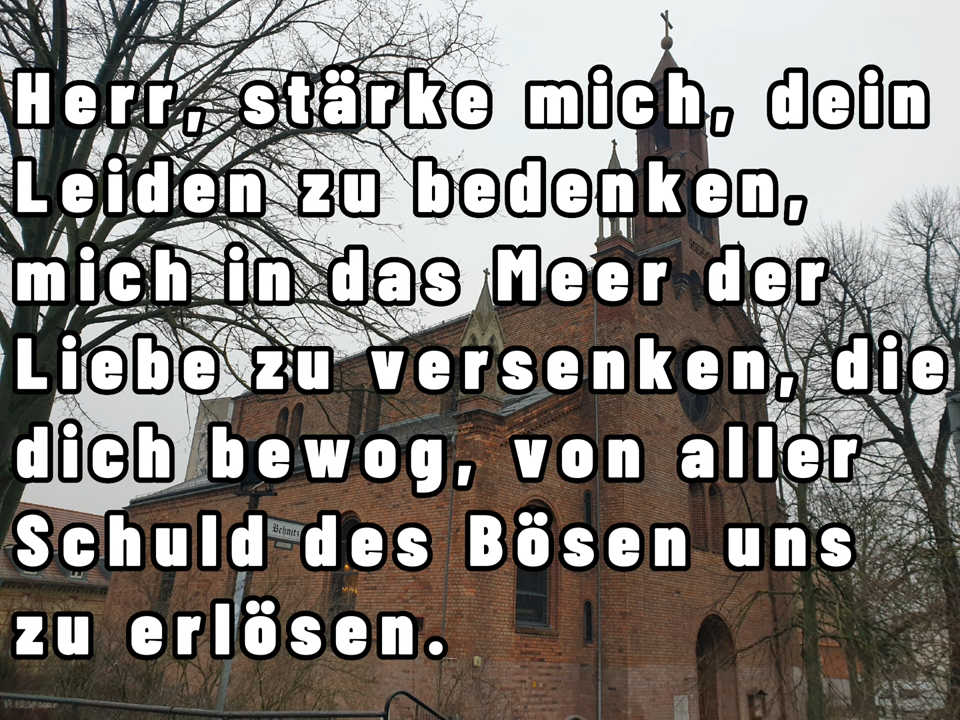 Herr, stärke mich, dein
Leiden zu bedenken,
mich in das Meer der
Liebe zu versenken, die
dich bewog, von aller
Schuld des Bösen uns
zu erlösen.
Behnitz